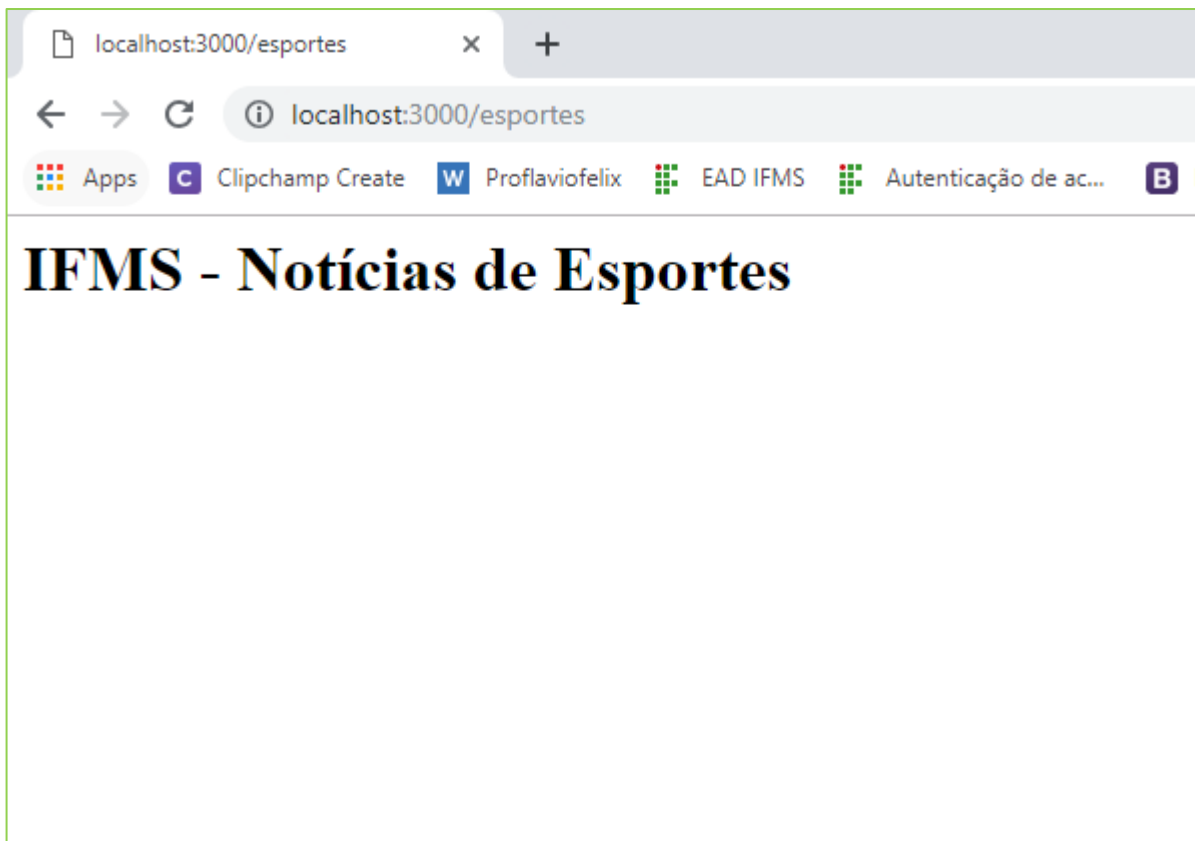 localhost:3000/esportes
localhost:3000/esportes
Apps C Clipchamp Create W Proflaviofelix EAD IFMS Autenticação de ac... B
IFMS - Notícias de Esportes